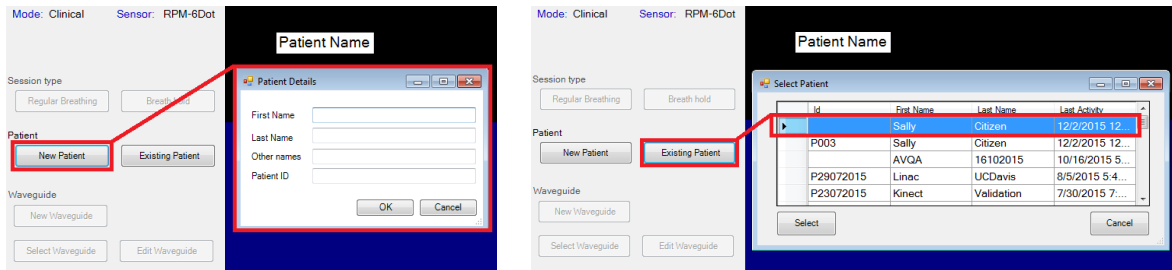 Mode: Clinical Sensor: RPM-6Dot
Patient Name
Session type
Regular Breathing Breath hold
Patient
New Patient Existing Patient
Waveguide
New Waveguide
Select Waveguide Edit Waveguide
Patient Details
First Name
Last Name
Other names
Patient ID
OK Cancel
Mode: Clinical Sensor: RPM-6Dot
Patient Name
Session type
Regular Breathing Breath hold
Patient
New Patient Existing Patient
Waveguide
New Waveguide
Select Waveguide Edit Waveguide
Select Patient
Id First Name Last Name Last Activity
Sally Citizen 12/2/2015 12...
P003 Sally Citizen 12/2/2015 12...
AVQA 16102015 10/16/2015 5...
P29072015 Linac UCDavis 8/5/2015 5:4...
P23072015 Kinect Validation 7/30/2015 7:...
Select Cancel